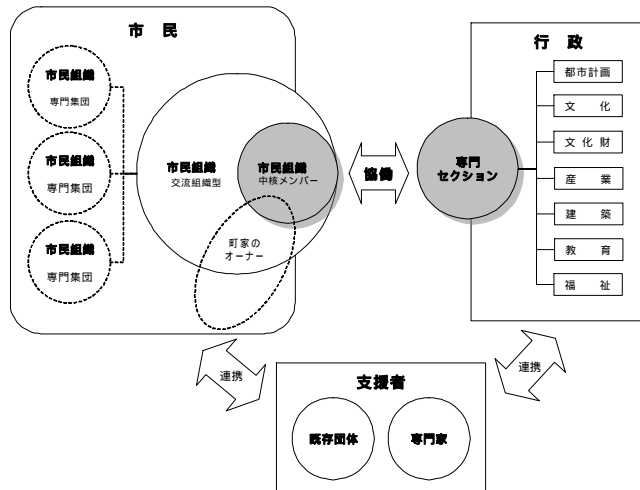 市 民
市民組織
専門集団
市民組織
専門集団
市民組織
専門集団
市民組織
交流組織型
市民組織
中核メンバー
町家の
オーナー
協働
行 政
専門
セクション
都市計画
文 化
文 化 財
産 業
建 築
教 育
福 祉
連携
連携
支援者
既存団体
専門家